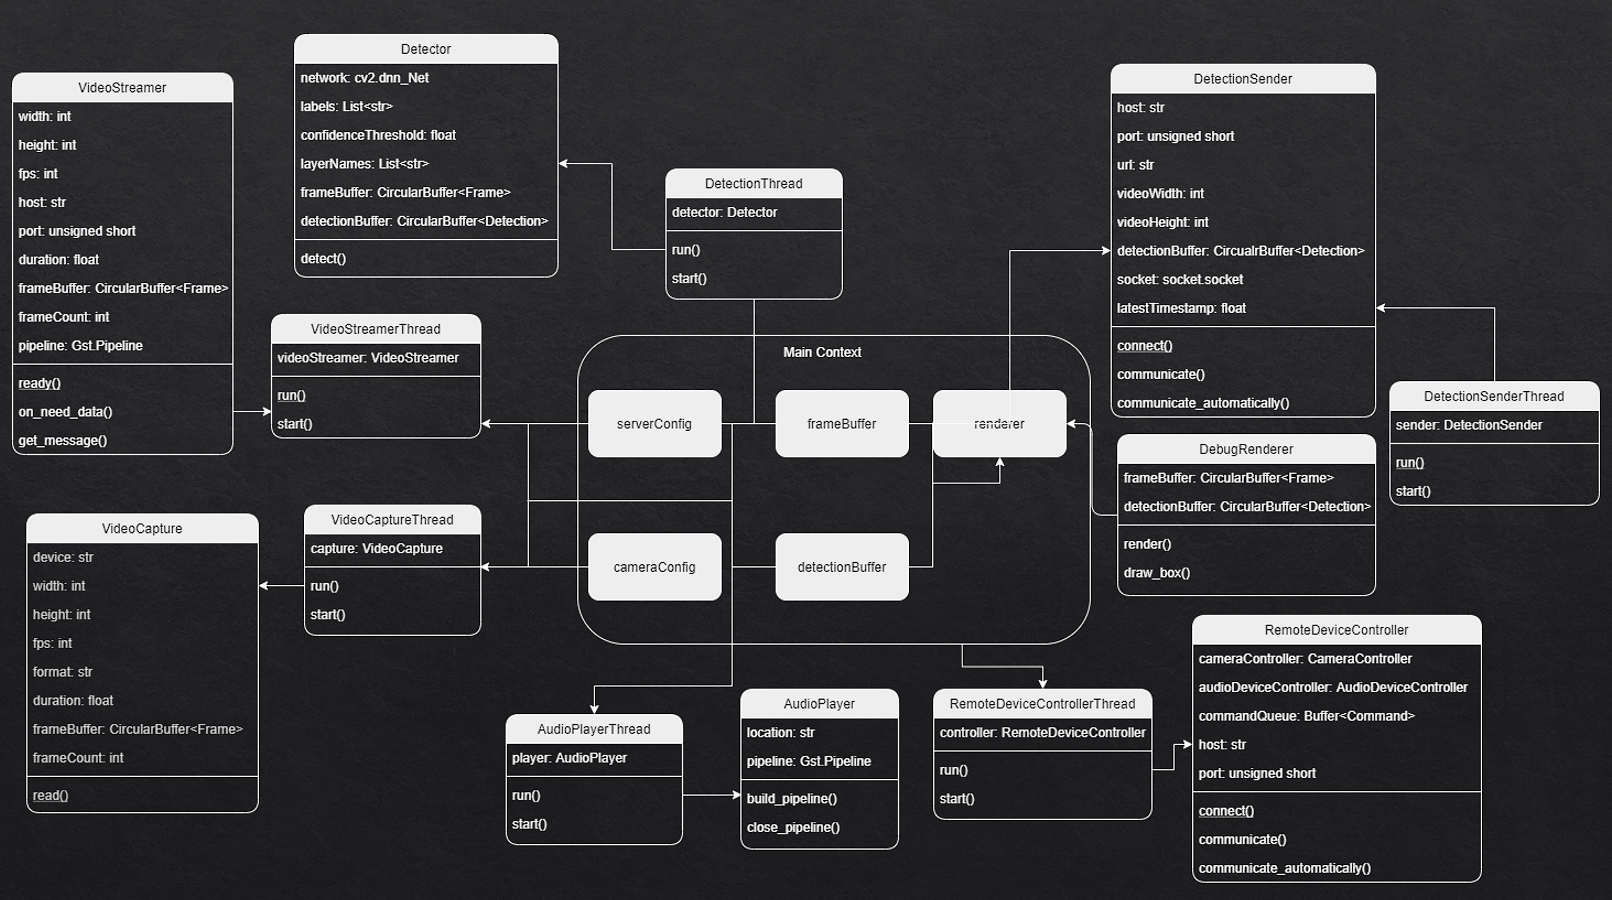 VideoStreamer
width: int
height: int
fps: int
host: str
port: unsigned short
duration: float
frameBuffer: CircularBuffer<Frame>
frameCount: int
pipeline: Gst.Pipeline
ready()
on_need_data()
get_message()
Detector
network: cv2.dnn_Net
labels: List<str>
confidenceThreshold: float
layerNames: List<str>
frameBuffer: CircularBuffer<Frame>
detectionBuffer: CircularBuffer<Detection>
detect()
DetectionThread
detector: Detector
run()
start()
DetectionSender
host: str
port: unsigned short
url: str
videoWidth: int
videoHeight: int
detectionBuffer: CircualrBuffer<Detection>
socket: socket.socket
latestTimestamp: float
connect()
communicate()
communicate_automatically()
VideoStreamerThread
videoStreamer: VideoStreamer
run()
start()
Main Context
serverConfig
frameBuffer
renderer
cameraConfig
detectionBuffer
DetectionSenderThread
sender: DetectionSender
run()
start()
DebugRenderer
frameBuffer: CircularBuffer<Frame>
detectionBuffer: CircularBuffer<Detection>
render()
draw_box()
VideoCapture
device: str
width: int
height: int
fps: int
format: str
duration: float
frameBuffer: CircularBuffer<Frame>
frameCount: int
read()
VideoCaptureThread
capture: VideoCapture
run()
start()
AudioPlayerThread
player: AudioPlayer
run()
start()
AudioPlayer
location: str
pipeline: Gst.Pipeline
build_pipeline()
close_pipeline()
RemoteDeviceControllerThread
controller: RemoteDeviceController
run()
start()
RemoteDeviceController
cameraController: CameraController
audioDeviceController: AudioDeviceController
commandQueue: Buffer<Command>
host: str
port: unsigned short
connect()
communicate()
communicate_automatically()